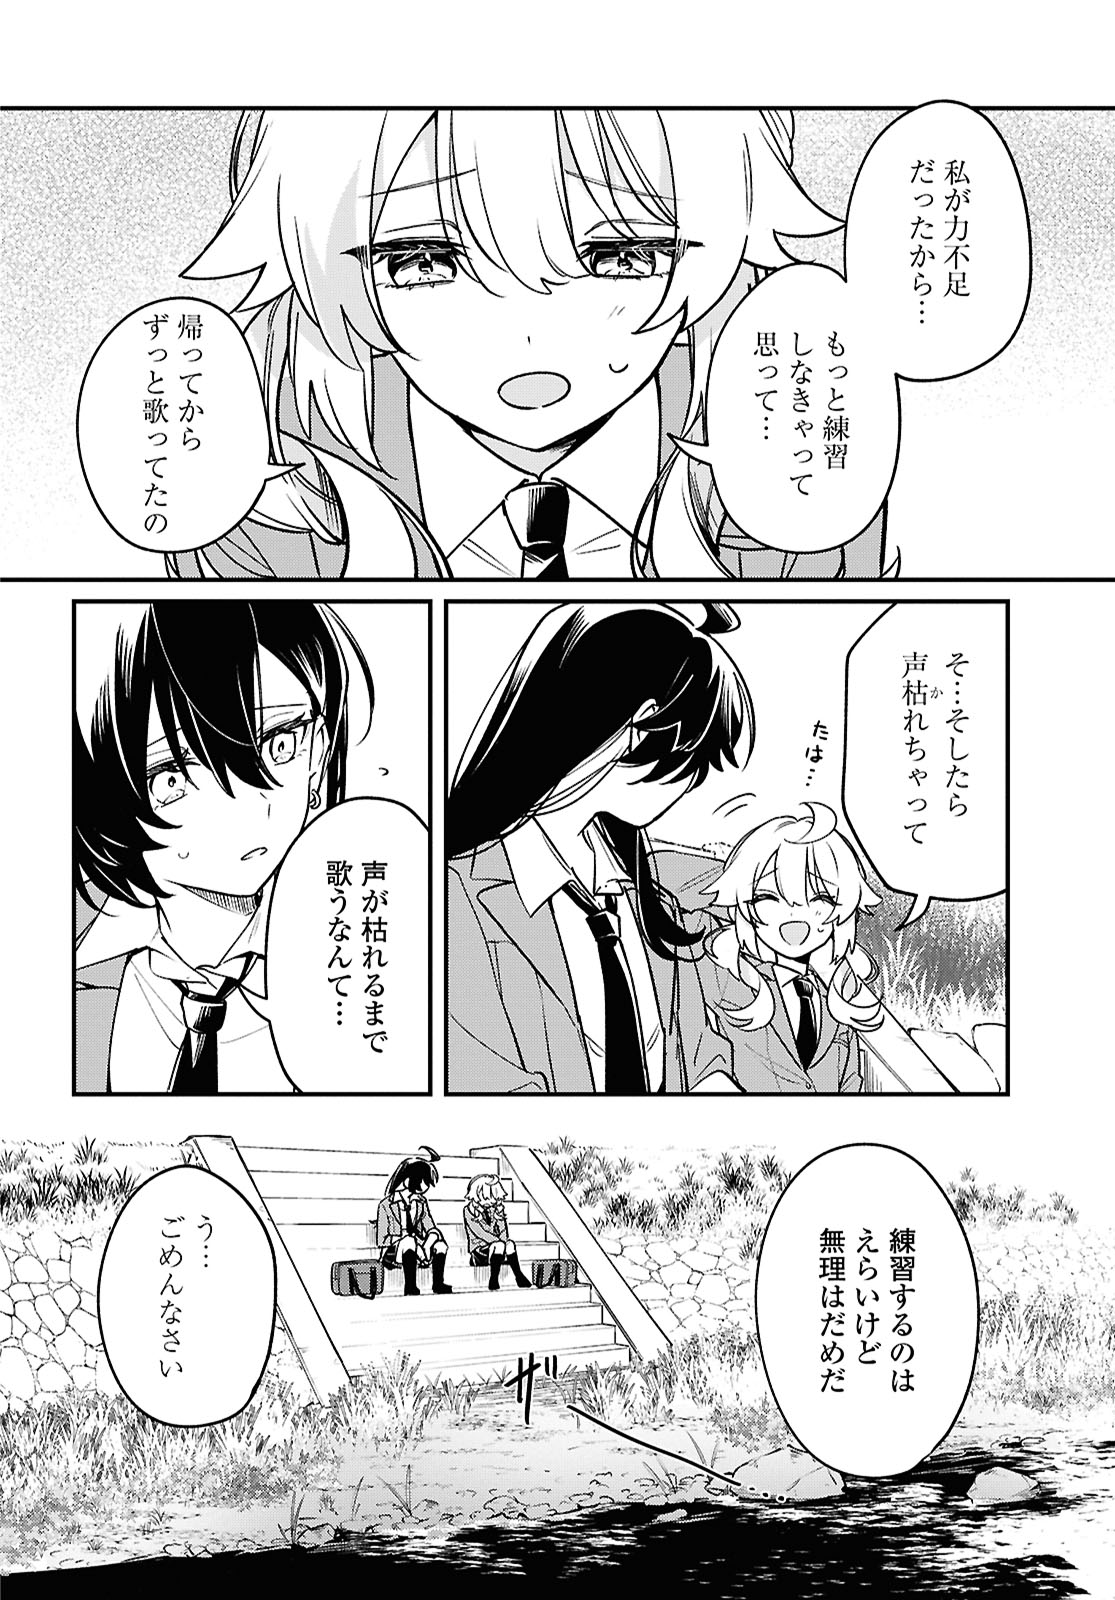 私が力不足
だったから…
もっと練習
しなきゃって
思って…
帰ってから
ずっと歌ってたの
そ…そしたら
声枯れちゃって
か
たは…
声が枯れるまで
歌うなんて…
練習するのは
えらいけど
無理はだめだ
ザ…
う…
ごめんなさい